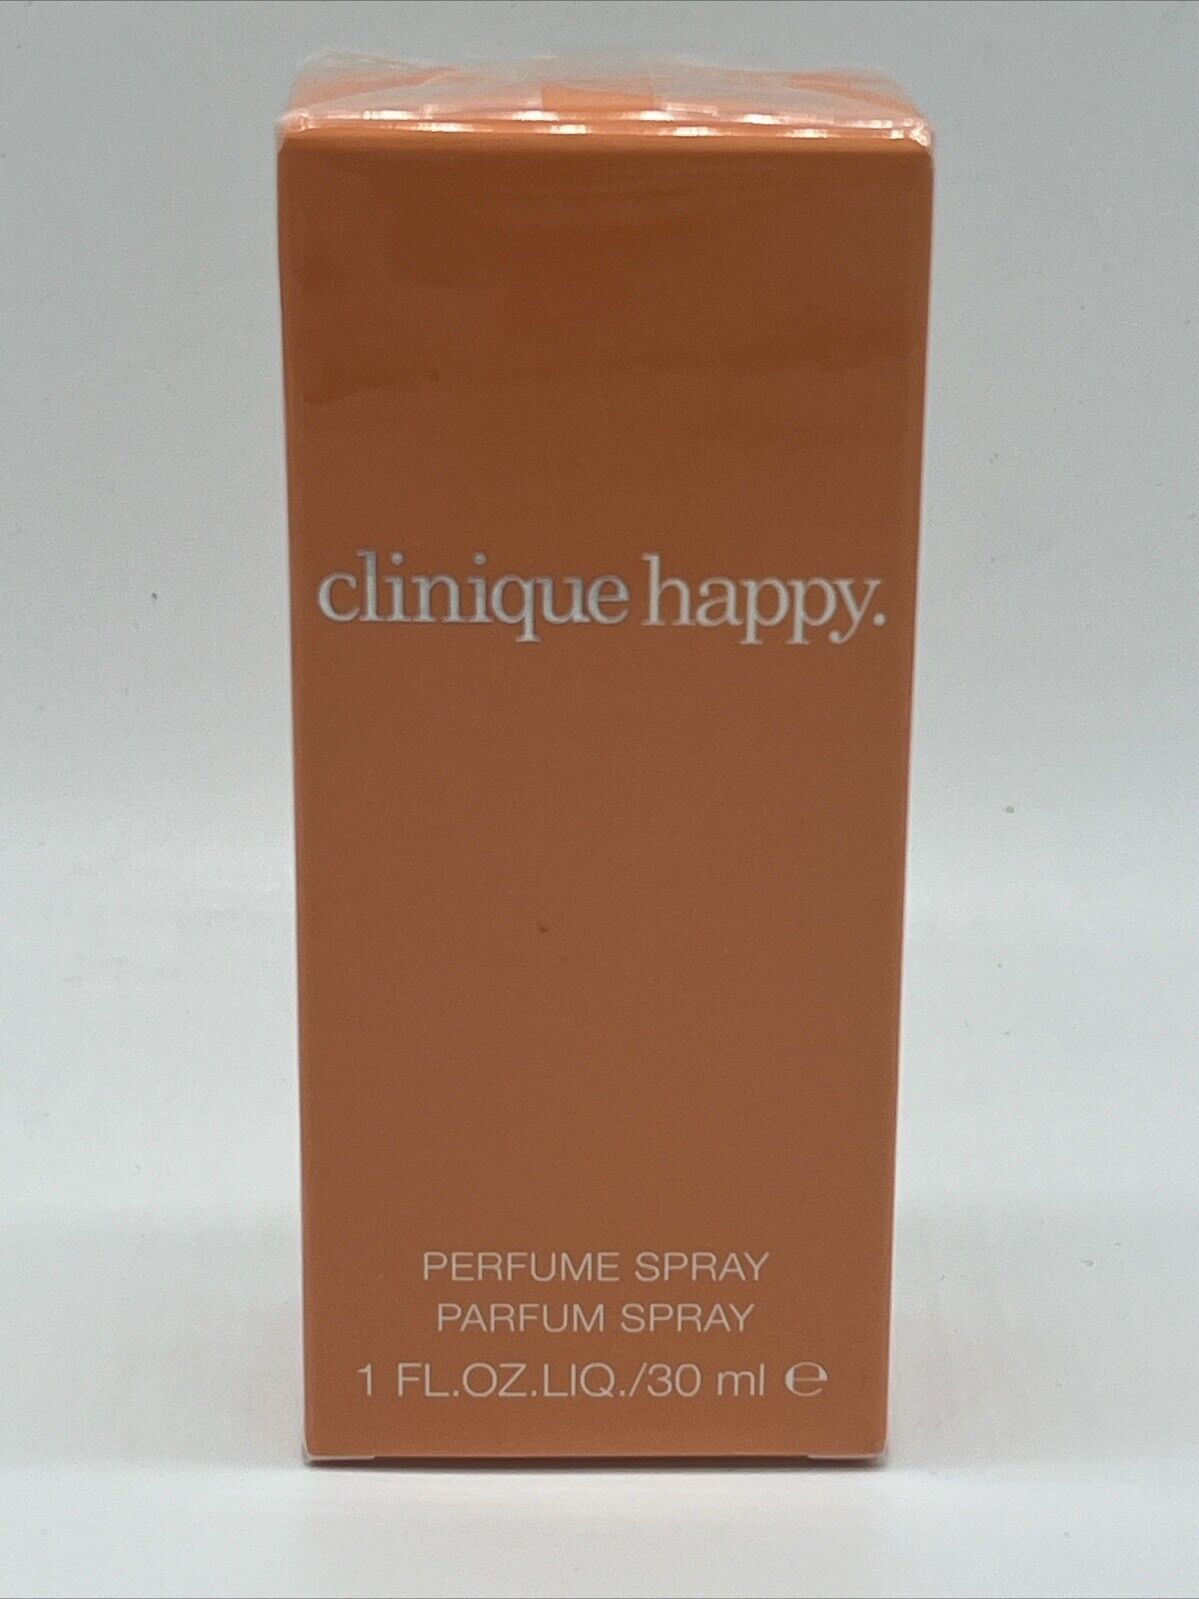 clinique happy.
PERFUME SPRAY
PARFUM SPRAY
1 FL.OZ.LIQ./30 ml ℮